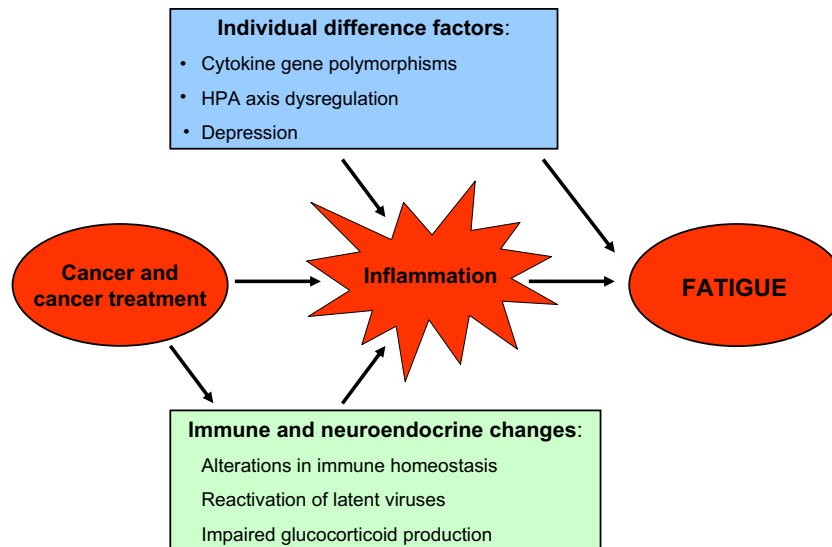 Individual difference factors:
• Cytokine gene polymorphisms
• HPA axis dysregulation
• Depression
Cancer and
cancer treatment
Inflammation
FATIGUE
Immune and neuroendocrine changes:
Alterations in immune homeostasis
Reactivation of latent viruses
Impaired glucocorticoid production